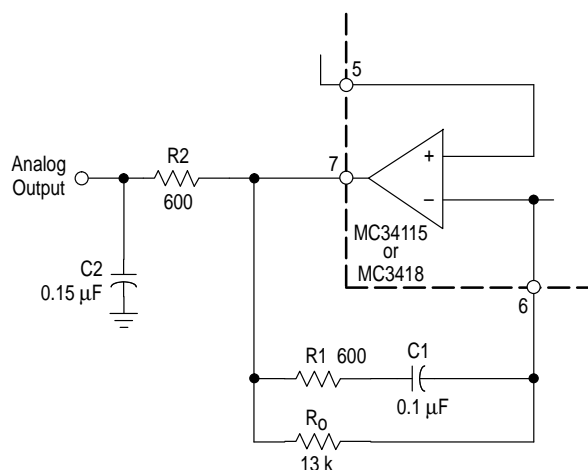 5
Analog
Output
R2
600
7
+
−
MC34115
or
MC3418
C2
0.15 µF
6
R1 600
C1
0.1 µF
Ro
13 k